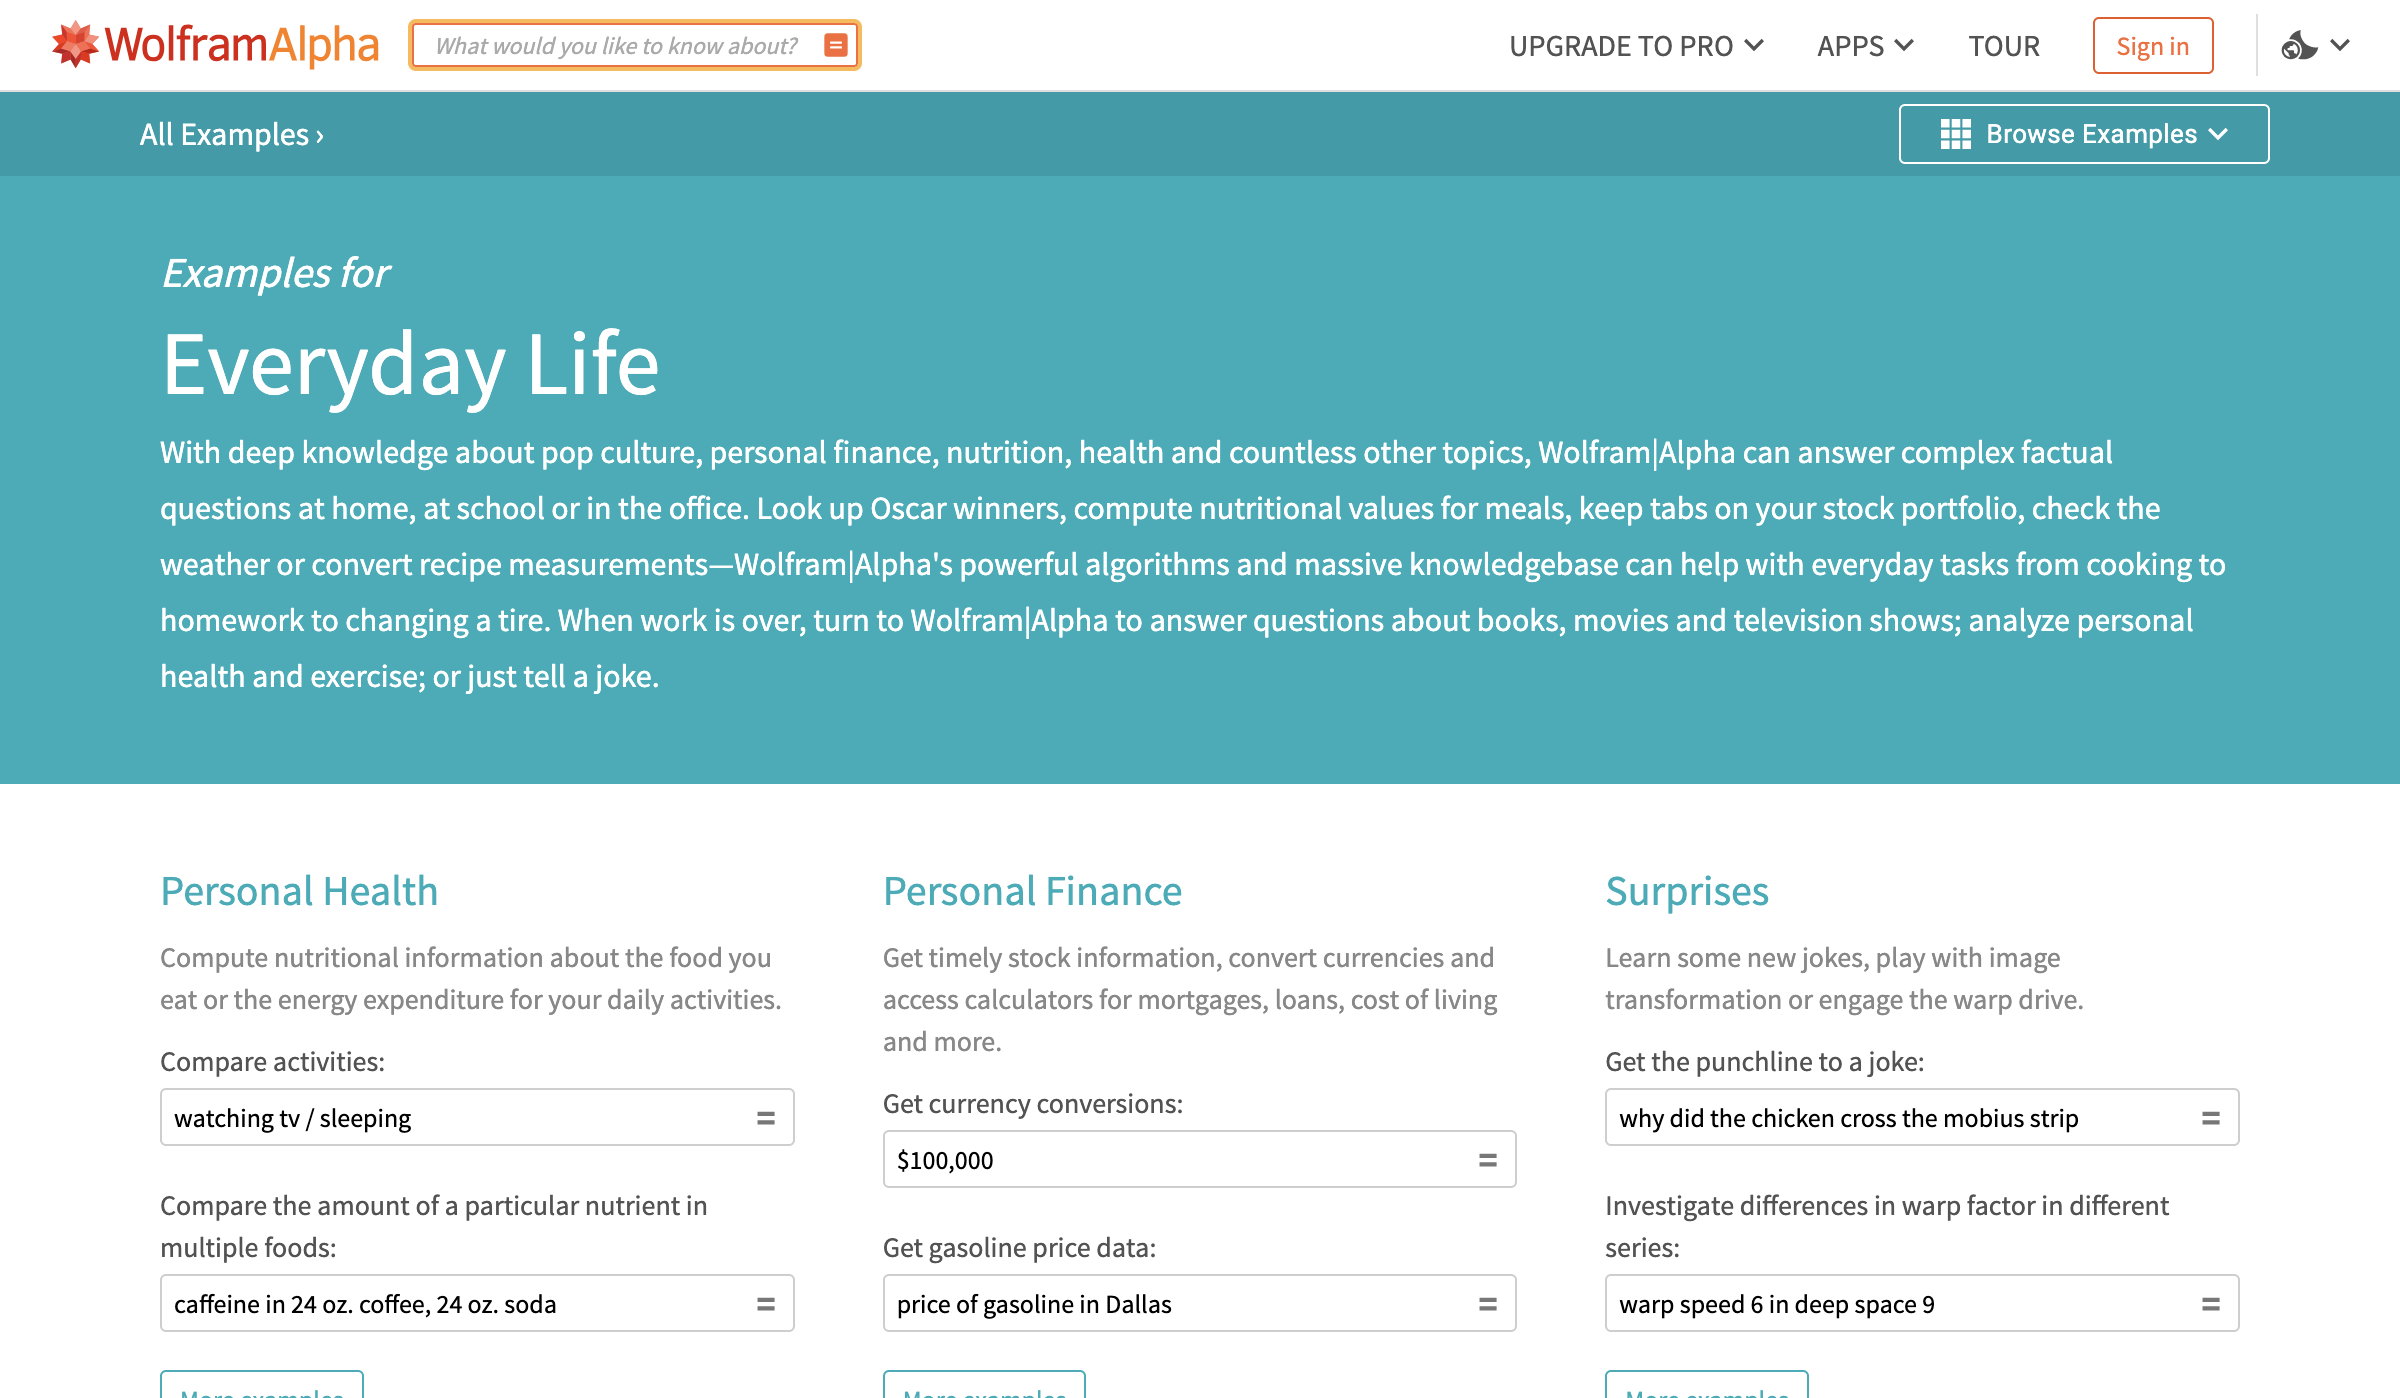 WolframAlpha
What would you like to know about?
UPGRADE TO PRO
APPS
TOUR
Sign in
All Examples ›
Browse Examples
Examples for
Everyday Life
With deep knowledge about pop culture, personal finance, nutrition, health and countless other topics, Wolfram|Alpha can answer complex factual
questions at home, at school or in the office. Look up Oscar winners, compute nutritional values for meals, keep tabs on your stock portfolio, check the
weather or convert recipe measurements—Wolfram|Alpha's powerful algorithms and massive knowledgebase can help with everyday tasks from cooking to
homework to changing a tire. When work is over, turn to Wolfram|Alpha to answer questions about books, movies and television shows; analyze personal
health and exercise; or just tell a joke.
Personal Health
Compute nutritional information about the food you
eat or the energy expenditure for your daily activities.
Compare activities:
watching tv / sleeping
Compare the amount of a particular nutrient in
multiple foods:
caffeine in 24 oz. coffee, 24 oz. soda
More examples
Personal Finance
Get timely stock information, convert currencies and
access calculators for mortgages, loans, cost of living
and more.
Get currency conversions:
$100,000
Get gasoline price data:
price of gasoline in Dallas
More examples
Surprises
Learn some new jokes, play with image
transformation or engage the warp drive.
Get the punchline to a joke:
why did the chicken cross the mobius strip
Investigate differences in warp factor in different
series:
warp speed 6 in deep space 9
More examples